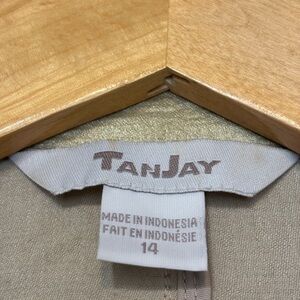 TANJAY
MADE IN INDONESIA
FAIT EN INDONÉSIE
14